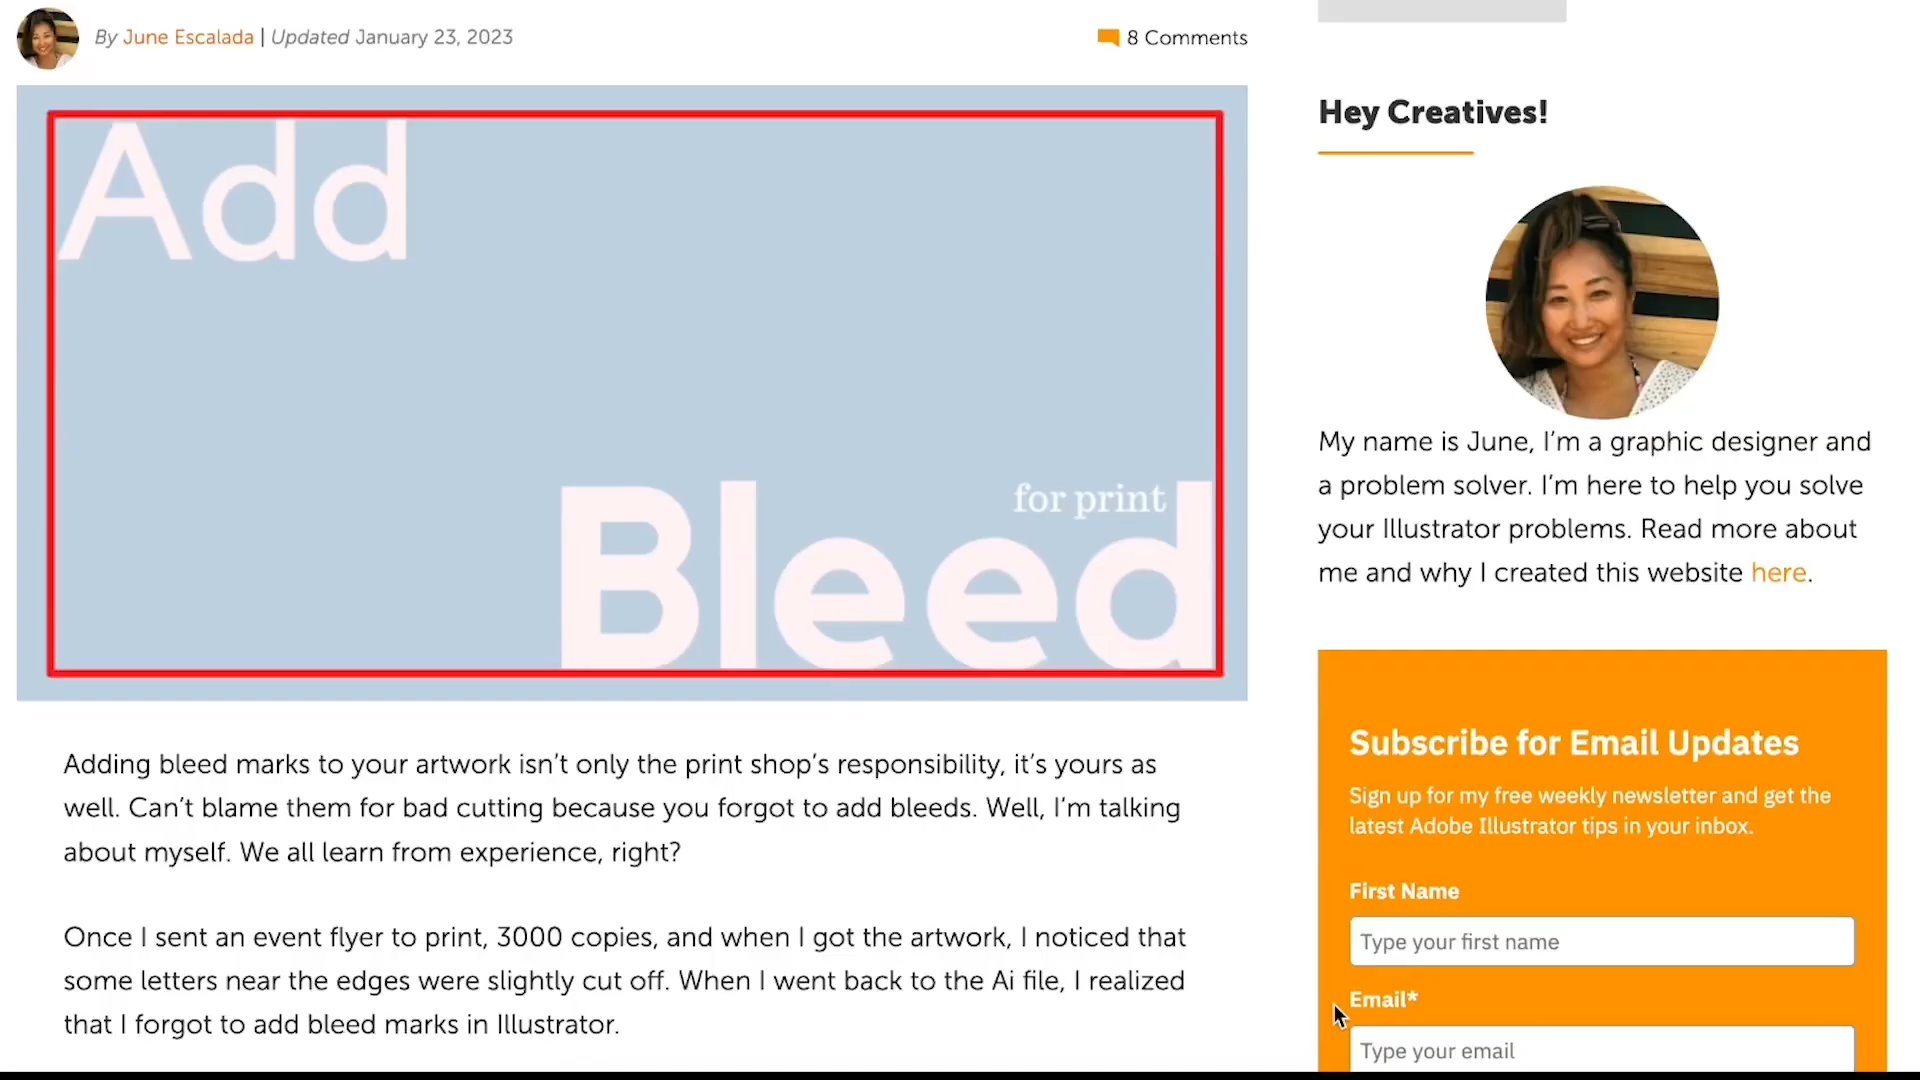 By June Escalada | Updated January 23, 2023
8 Comments
Add
for print
Bleed
Adding bleed marks to your artwork isn’t only the print shop’s responsibility, it’s yours as
well. Can’t blame them for bad cutting because you forgot to add bleeds. Well, I’m talking
about myself. We all learn from experience, right?
Once I sent an event flyer to print, 3000 copies, and when I got the artwork, I noticed that
some letters near the edges were slightly cut off. When I went back to the Ai file, I realized
that I forgot to add bleed marks in Illustrator.
Hey Creatives!
My name is June, I’m a graphic designer and
a problem solver. I’m here to help you solve
your Illustrator problems. Read more about
me and why I created this website here.
Subscribe for Email Updates
Sign up for my free weekly newsletter and get the
latest Adobe Illustrator tips in your inbox.
First Name
Type your first name
Email*
Type your email